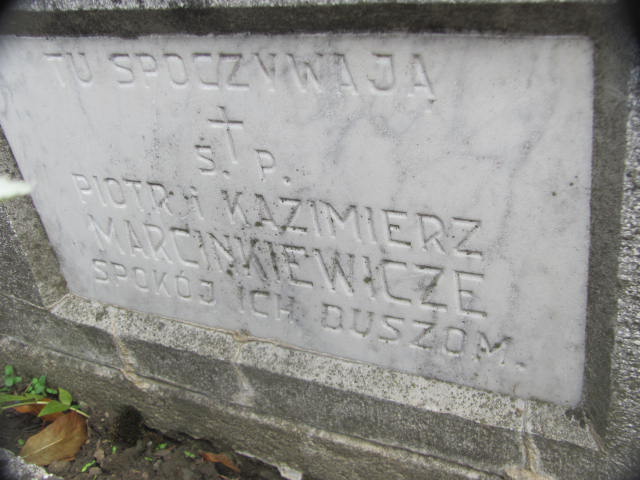 TU SPOCZYWAJĄ
Ś. P.
PIOTR i KAZIMIERZ
MARCINKIEWICZE
SPOKÓJ ICH DUSZOM.